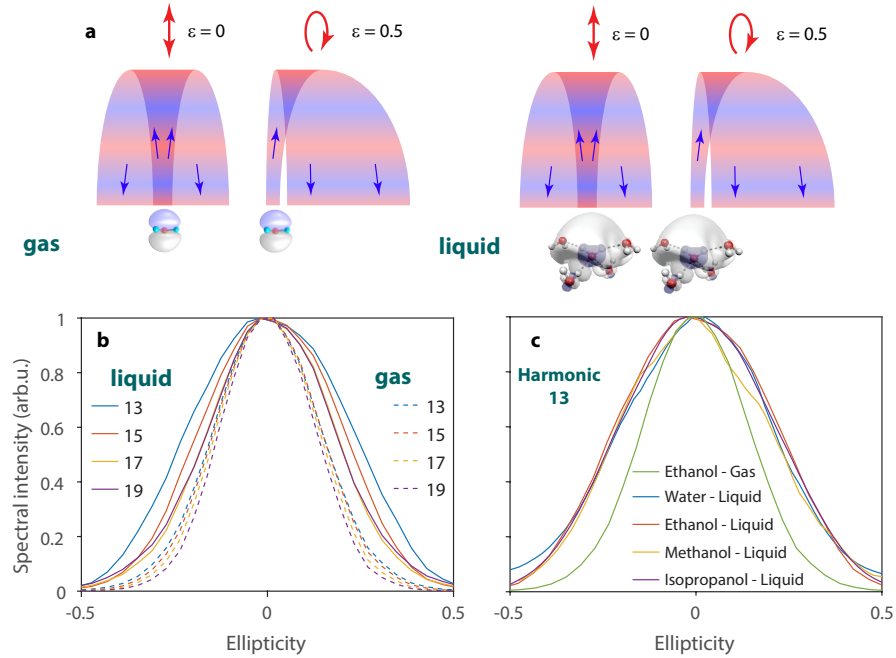 a
ε = 0
ε = 0.5
ε = 0
ε = 0.5
gas
liquid
b
liquid
gas
13
15
17
19
13
15
17
19
Spectral intensity (arb.u.)
1
0.8
0.6
0.4
0.2
0
-0.5
0
0.5
Ellipticity
c
Harmonic
13
Ethanol - Gas
Water - Liquid
Ethanol - Liquid
Methanol - Liquid
Isopropanol - Liquid
-0.5
0
0.5
Ellipticity